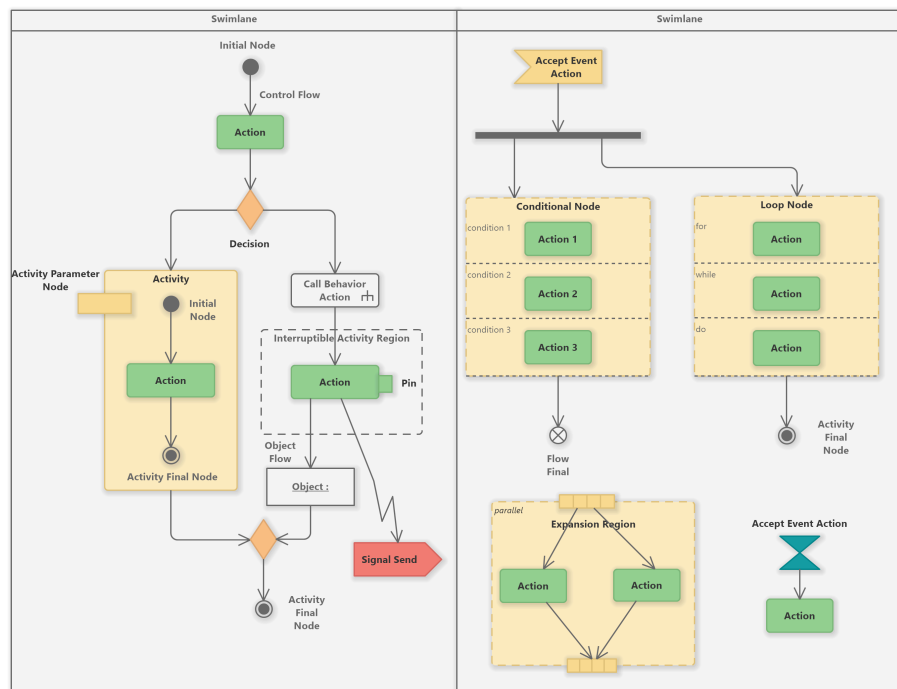 Swimlane
Initial Node
Control Flow
Action
Decision
Activity Parameter
Node
Activity
Initial
Node
Action
Activity Final Node
Call Behavior
Action
Interruptible Activity Region
Action
Pin
Object
Flow
Object :
Signal Send
Activity
Final
Node
Swimlane
Accept Event
Action
Conditional Node
condition 1
Action 1
condition 2
Action 2
condition 3
Action 3
Flow
Final
Loop Node
for
Action
while
Action
do
Action
Activity
Final
Node
parallel
Expansion Region
Action
Action
Accept Event Action
Action